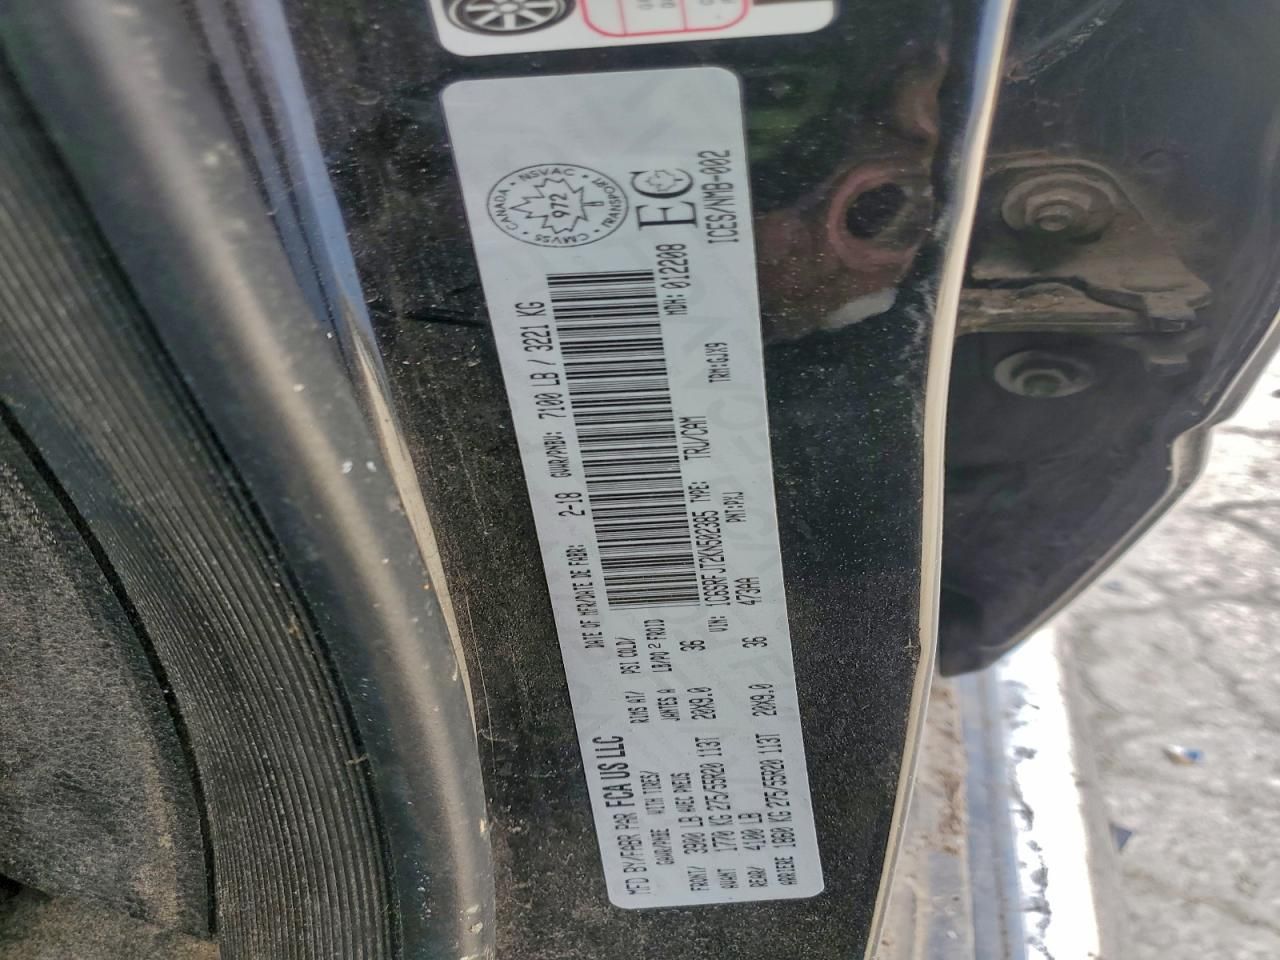 MFD BY/FABR PAR FCA US LLC
DATE OF MFR/DATE DE FABR: 2-18 GVWR/PNBV: 7100 LB / 3221 KG
GAWR/PNBE WITH TIRES/ RIMS AT/ PSI COLD/
AVEC PNEUS JANTES A LB/PO 2 FROID
FRONT/ 3900 LB
AVANT 1770 KG 275/55R20 113T 20X9.0 36
REAR/ 4100 LB
ARRIERE 1860 KG 275/55R20 113T 20X9.0 36
MDH: 012208
VIN: 1C6SRFJT2KN502385 TYPE: TRU/CAM TRM:GJX9
473AA PNT:PXJ
CANADA • NSVAC • TRANSPORT • CMVSS •
972
EC
ICES/NMB-002